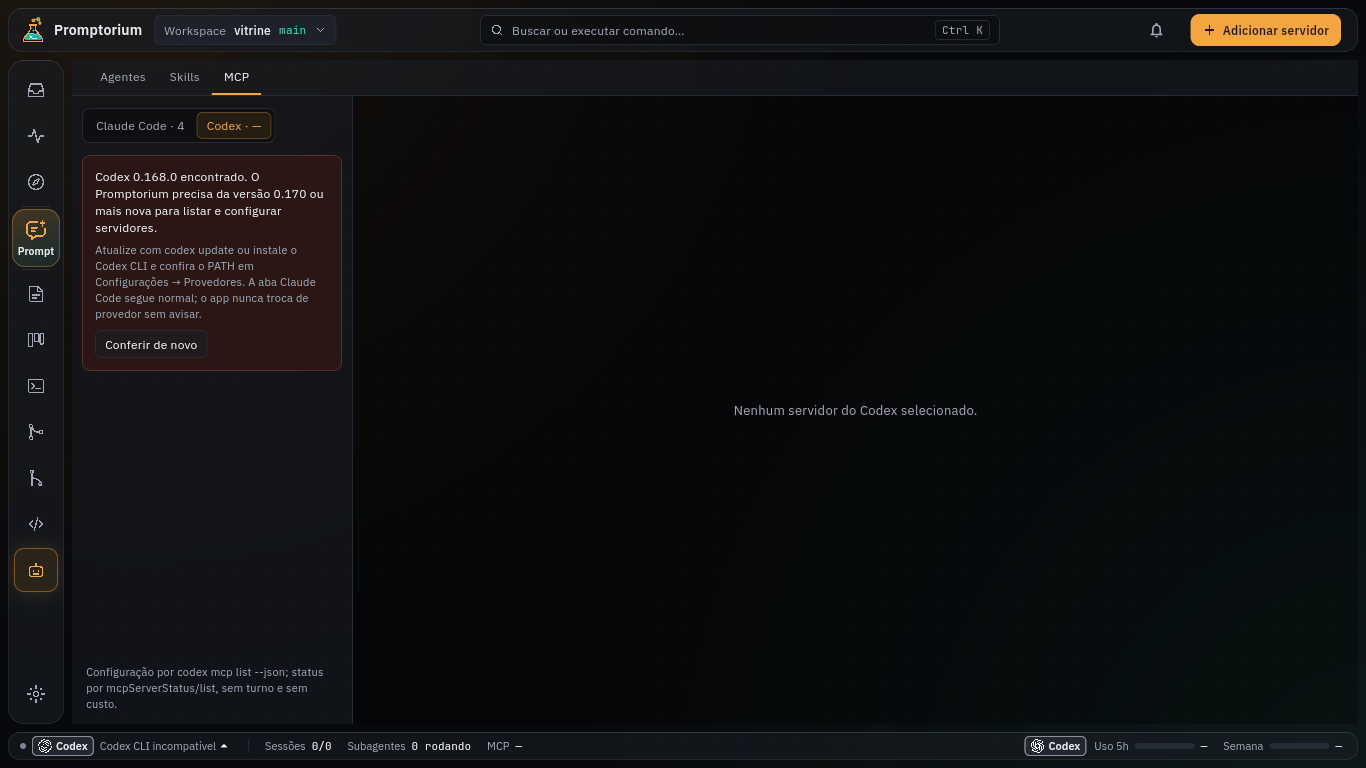 Promptorium
Workspace vitrine main
Buscar ou executar comando...
Ctrl K
+ Adicionar servidor
Agentes
Skills
MCP
Claude Code · 4
Codex · —
Codex 0.168.0 encontrado. O
Promptorium precisa da versão 0.170 ou
mais nova para listar e configurar
servidores.
Atualize com codex update ou instale o
Codex CLI e confira o PATH em
Configurações → Provedores. A aba Claude
Code segue normal; o app nunca troca de
provedor sem avisar.
Conferir de novo
Prompt
Nenhum servidor do Codex selecionado.
Configuração por codex mcp list --json; status
por mcpServerStatus/list, sem turno e sem
custo.
Codex
Codex CLI incompatível
Sessões 0/0
Subagentes 0 rodando
MCP —
Codex
Uso 5h —
Semana —